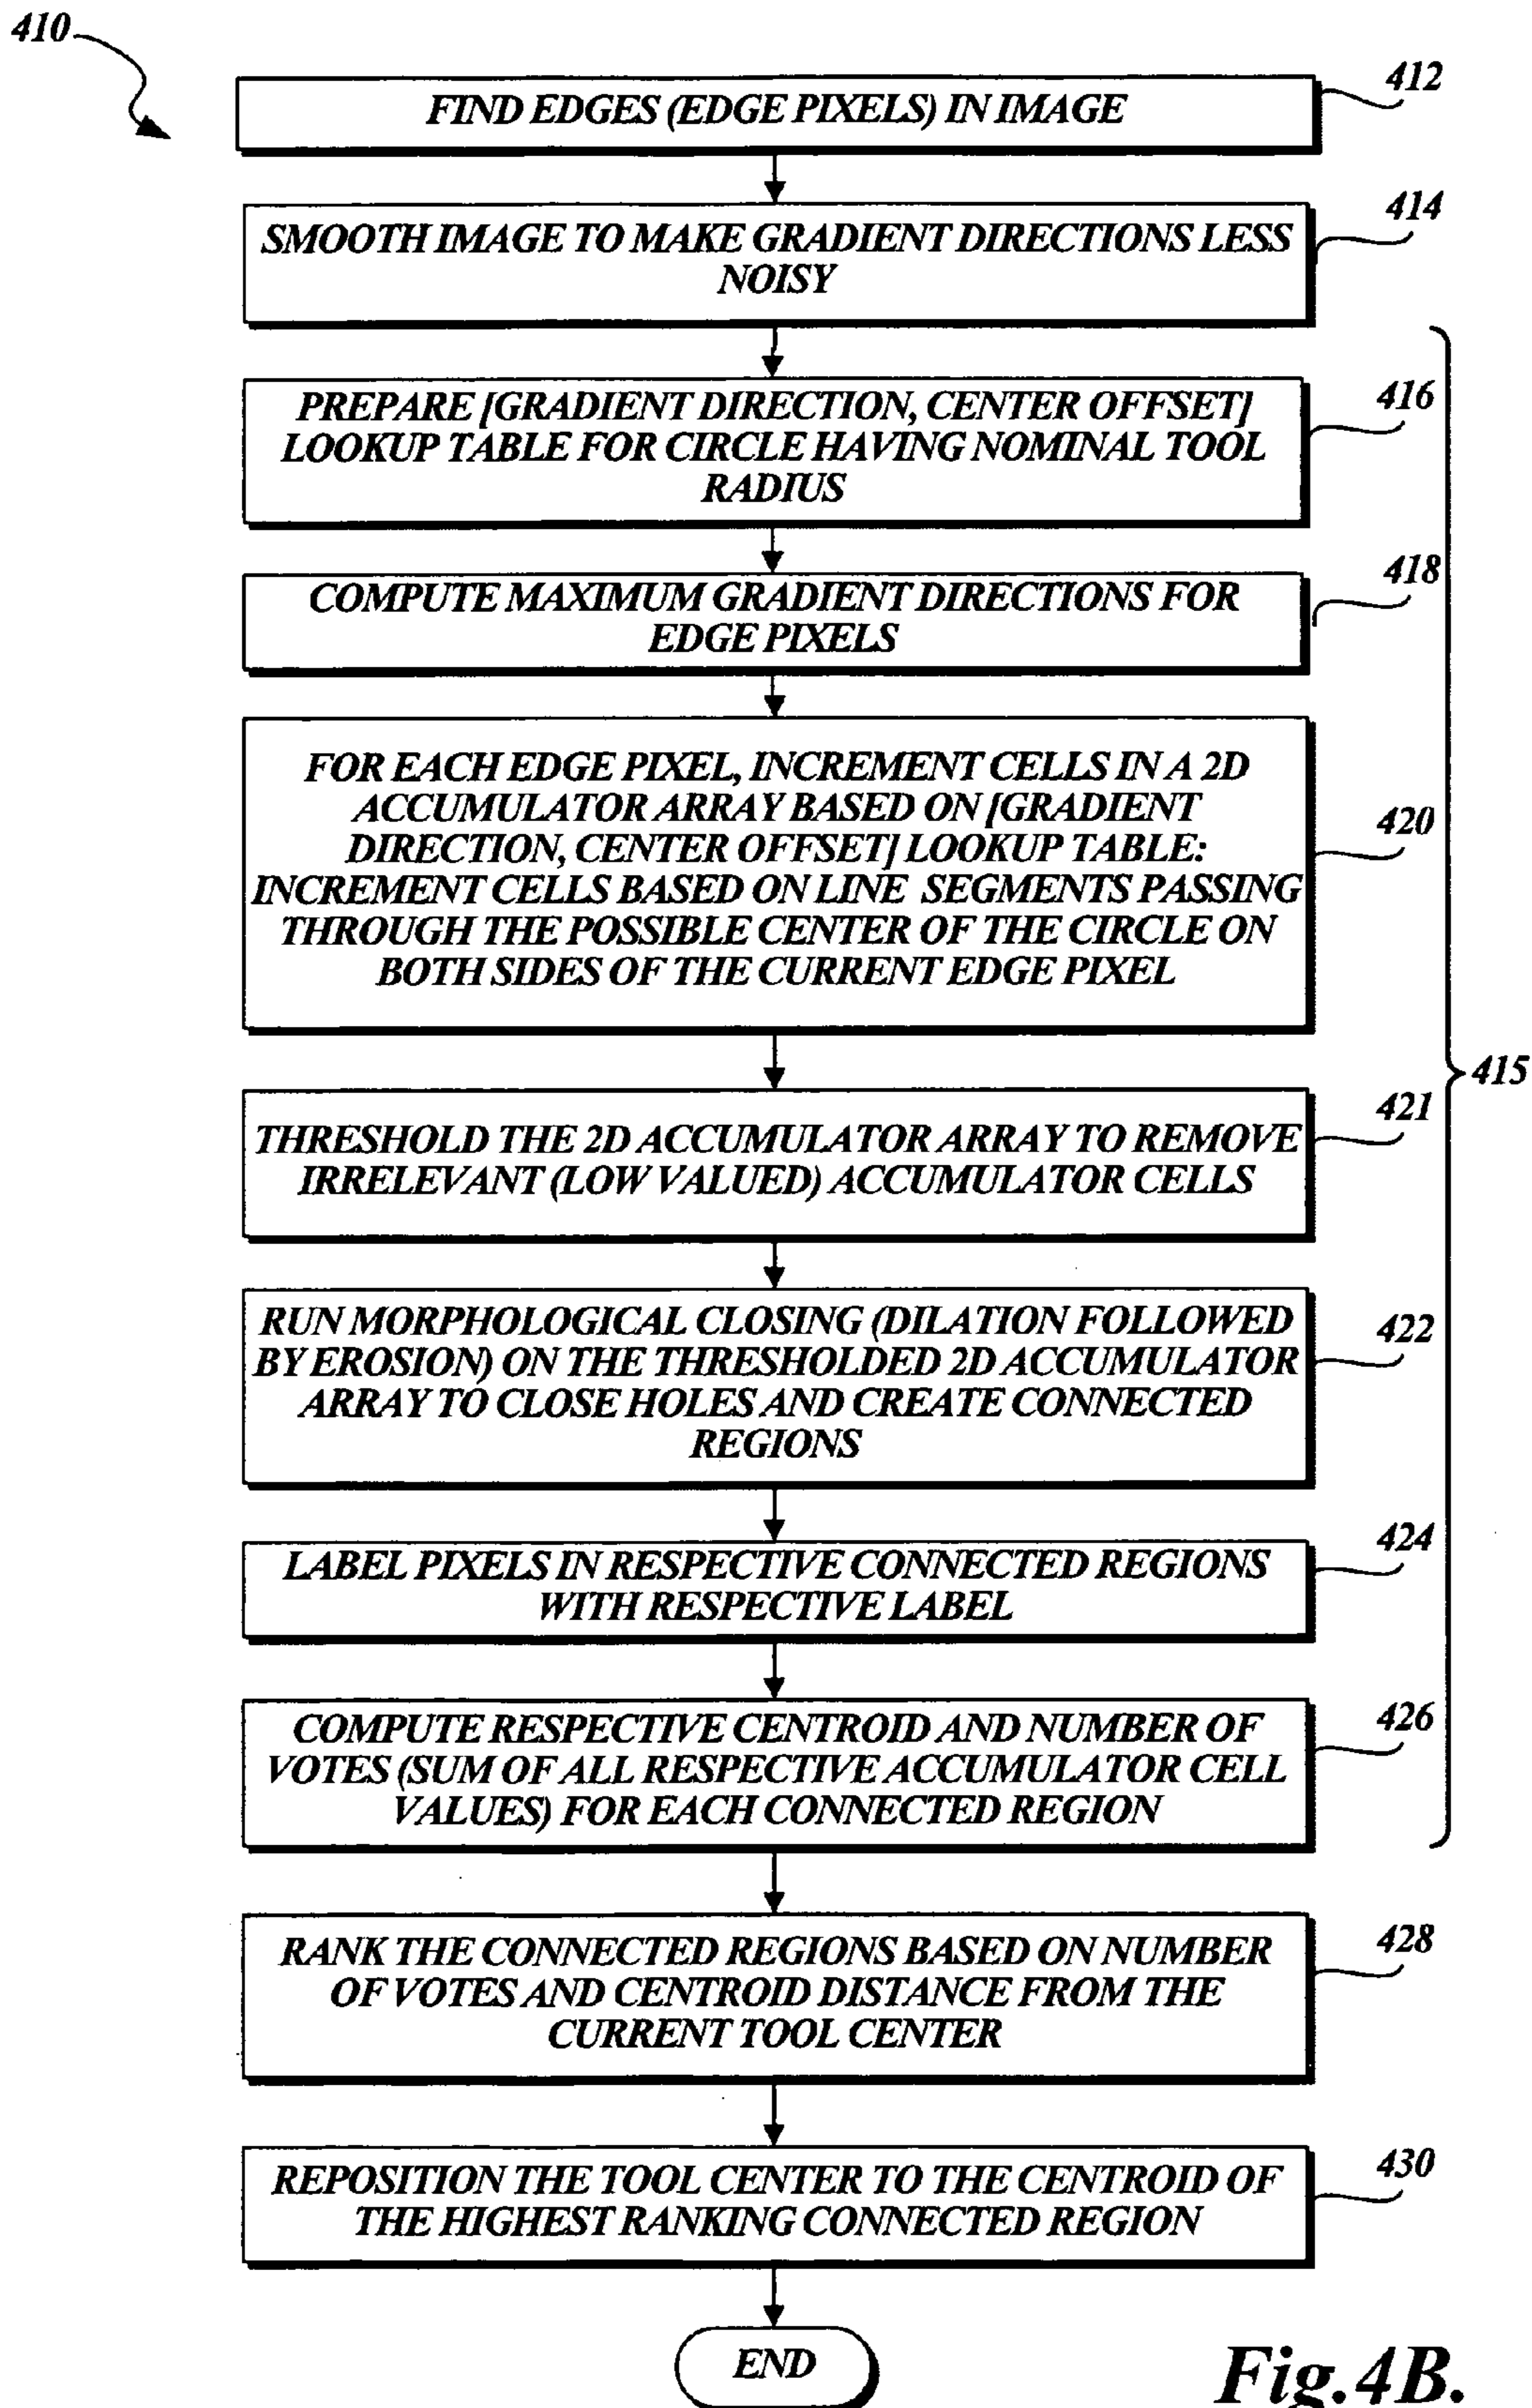 410
412
FIND EDGES (EDGE PIXELS) IN IMAGE
414
SMOOTH IMAGE TO MAKE GRADIENT DIRECTIONS LESS
NOISY
416
PREPARE [GRADIENT DIRECTION, CENTER OFFSET]
LOOKUP TABLE FOR CIRCLE HAVING NOMINAL TOOL
RADIUS
418
COMPUTE MAXIMUM GRADIENT DIRECTIONS FOR
EDGE PIXELS
420
FOR EACH EDGE PIXEL, INCREMENT CELLS IN A 2D
ACCUMULATOR ARRAY BASED ON [GRADIENT
DIRECTION, CENTER OFFSET] LOOKUP TABLE:
INCREMENT CELLS BASED ON LINE SEGMENTS PASSING
THROUGH THE POSSIBLE CENTER OF THE CIRCLE ON
BOTH SIDES OF THE CURRENT EDGE PIXEL
415
421
THRESHOLD THE 2D ACCUMULATOR ARRAY TO REMOVE
IRRELEVANT (LOW VALUED) ACCUMULATOR CELLS
422
RUN MORPHOLOGICAL CLOSING (DILATION FOLLOWED
BY EROSION) ON THE THRESHOLDED 2D ACCUMULATOR
ARRAY TO CLOSE HOLES AND CREATE CONNECTED
REGIONS
424
LABEL PIXELS IN RESPECTIVE CONNECTED REGIONS
WITH RESPECTIVE LABEL
426
COMPUTE RESPECTIVE CENTROID AND NUMBER OF
VOTES (SUM OF ALL RESPECTIVE ACCUMULATOR CELL
VALUES) FOR EACH CONNECTED REGION
428
RANK THE CONNECTED REGIONS BASED ON NUMBER
OF VOTES AND CENTROID DISTANCE FROM THE
CURRENT TOOL CENTER
430
REPOSITION THE TOOL CENTER TO THE CENTROID OF
THE HIGHEST RANKING CONNECTED REGION
END
Fig.4B.